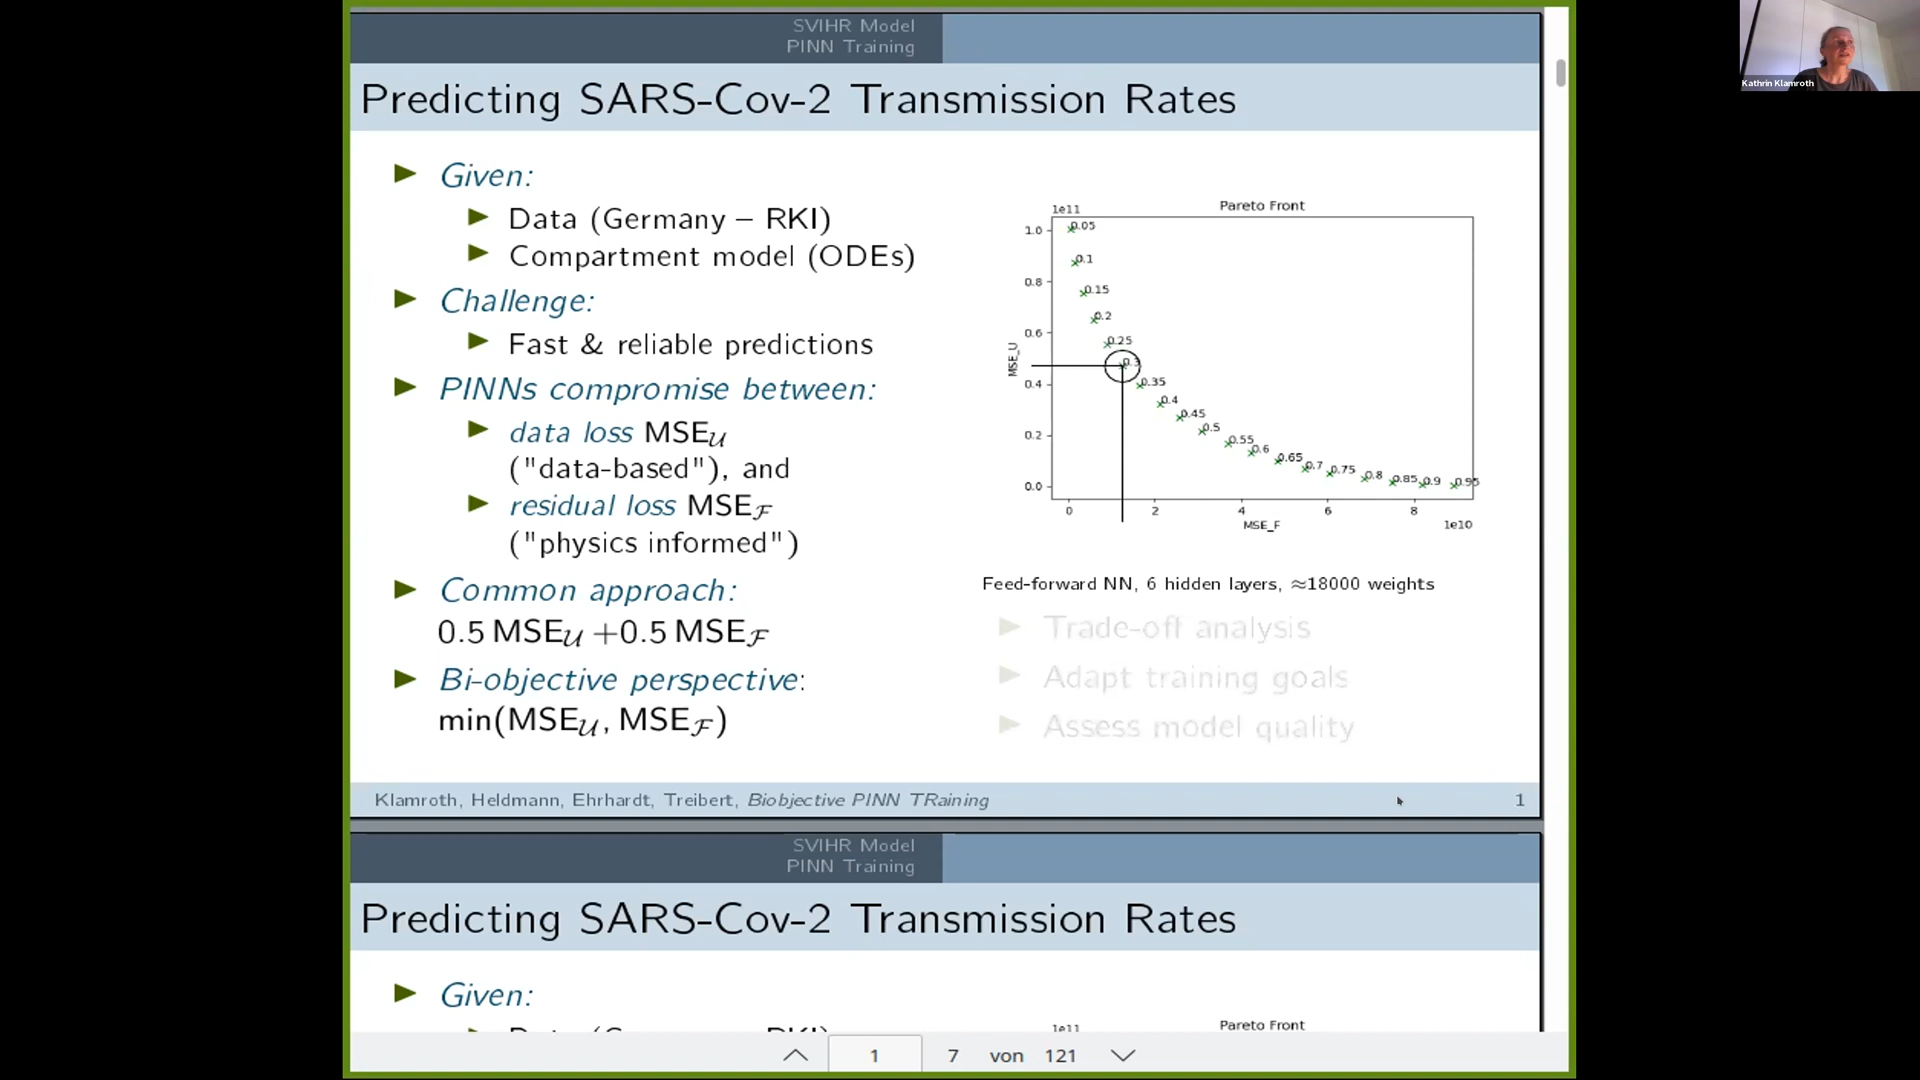 SVIHR Model
PINN Training
Predicting SARS-Cov-2 Transmission Rates
Kathrin Klamroth
Given:
Data (Germany – RKI)
Compartment model (ODEs)
Challenge:
Fast & reliable predictions
PINNs compromise between:
data loss MSE𝒰
("data-based"), and
residual loss MSEℱ
("physics informed")
Common approach:
0.5 MSE𝒰 +0.5 MSEℱ
Bi-objective perspective:
min(MSE𝒰, MSEℱ)
Pareto Front
1e11
1.0
0.8
0.6
0.4
0.2
0.0
MSE_U
0.05
0.1
0.15
0.2
0.25
0.3
0.35
0.4
0.45
0.5
0.55
0.6
0.65
0.7
0.75
0.8
0.85
0.9
0.95
0 2 4 6 8
MSE_F
1e10
Feed-forward NN, 6 hidden layers, ≈18000 weights
Trade-off analysis
Adapt training goals
Assess model quality
Klamroth, Heldmann, Ehrhardt, Treibert, Biobjective PINN TRaining 1
SVIHR Model
PINN Training
Predicting SARS-Cov-2 Transmission Rates
Given:
1e11
Pareto Front
1 7 von 121